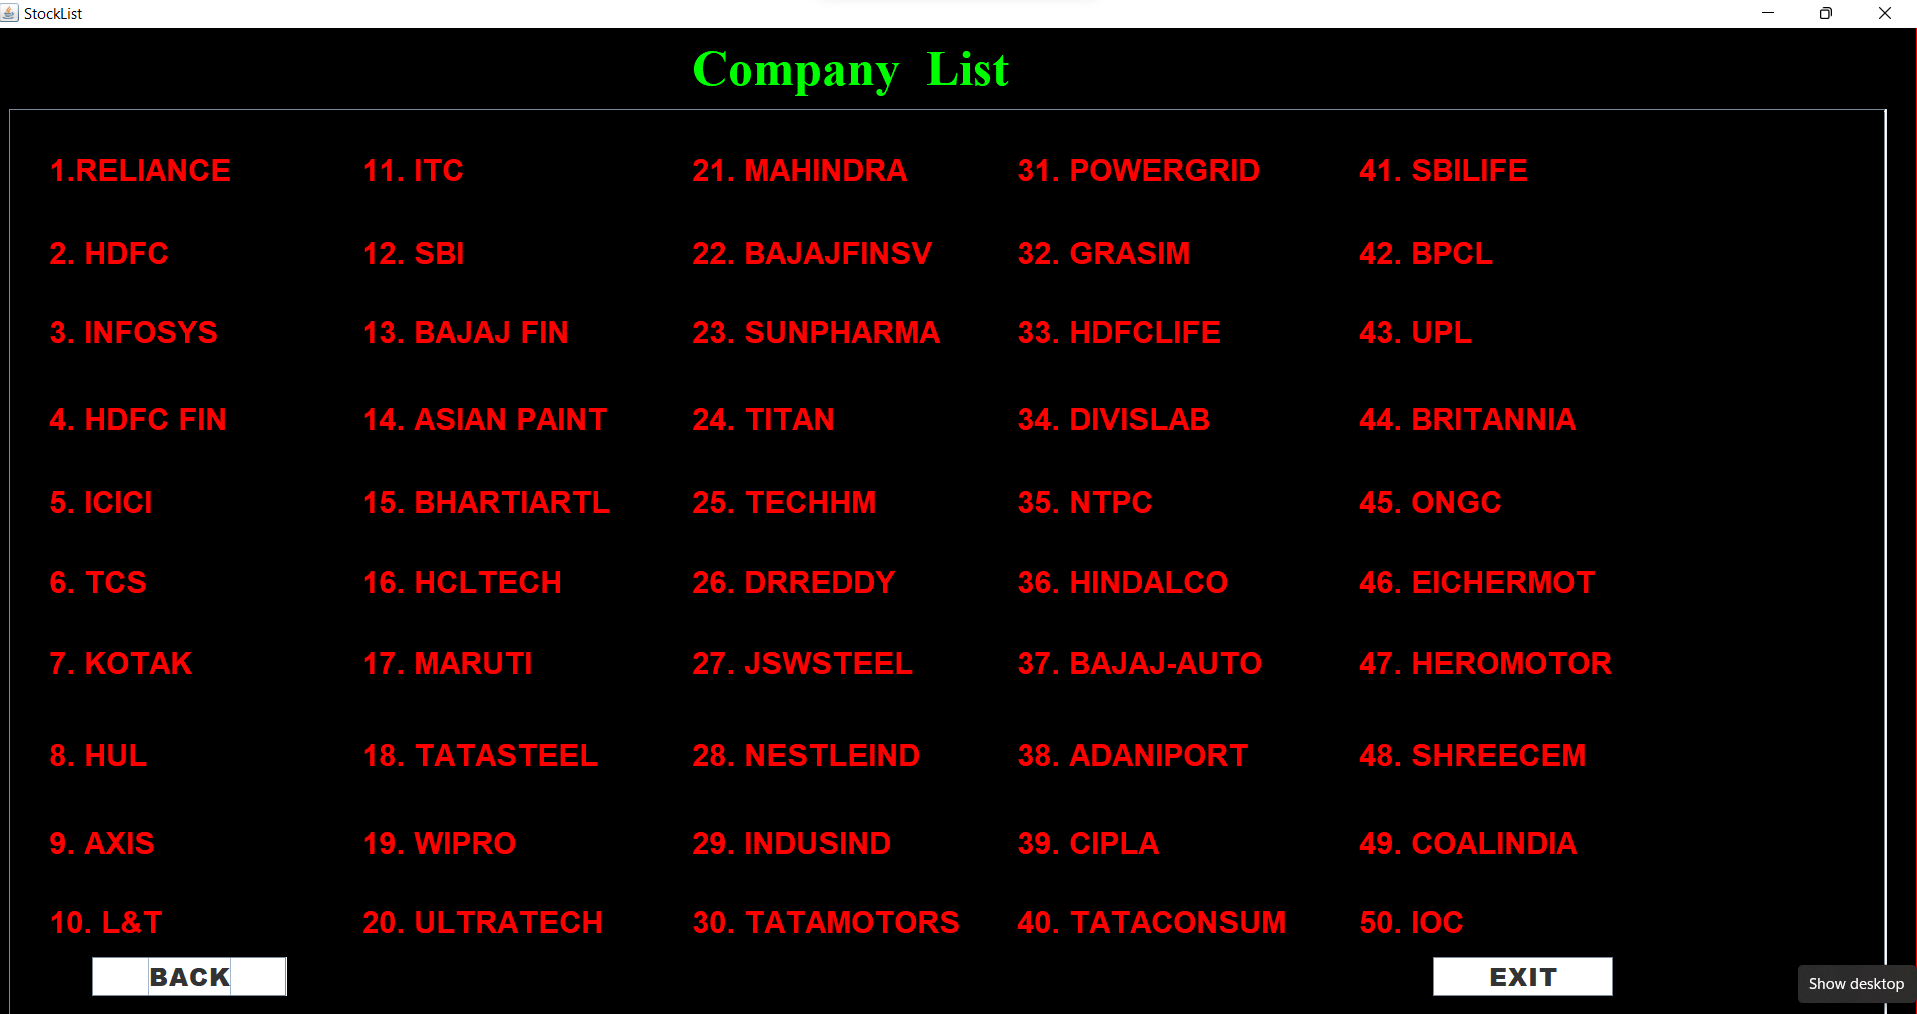 StockList
Company List
1.RELIANCE
2. HDFC
3. INFOSYS
4. HDFC FIN
5. ICICI
6. TCS
7. KOTAK
8. HUL
9. AXIS
10. L&T
11. ITC
12. SBI
13. BAJAJ FIN
14. ASIAN PAINT
15. BHARTIARTL
16. HCLTECH
17. MARUTI
18. TATASTEEL
19. WIPRO
20. ULTRATECH
21. MAHINDRA
22. BAJAJFINSV
23. SUNPHARMA
24. TITAN
25. TECHHM
26. DRREDDY
27. JSWSTEEL
28. NESTLEIND
29. INDUSIND
30. TATAMOTORS
31. POWERGRID
32. GRASIM
33. HDFCLIFE
34. DIVISLAB
35. NTPC
36. HINDALCO
37. BAJAJ-AUTO
38. ADANIPORT
39. CIPLA
40. TATACONSUM
41. SBILIFE
42. BPCL
43. UPL
44. BRITANNIA
45. ONGC
46. EICHERMOT
47. HEROMOTOR
48. SHREECEM
49. COALINDIA
50. IOC
BACK
EXIT
Show desktop